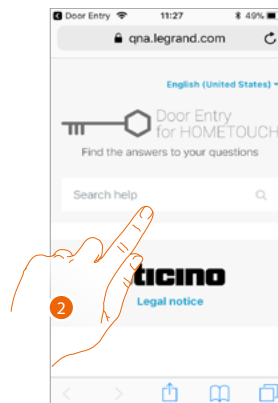 Door Entry 11:27 49%
qna.legrand.com
English (United States)
Door Entry
for HOMETOUCH
Find the answers to your questions
Search help
ticino
2
Legal notice